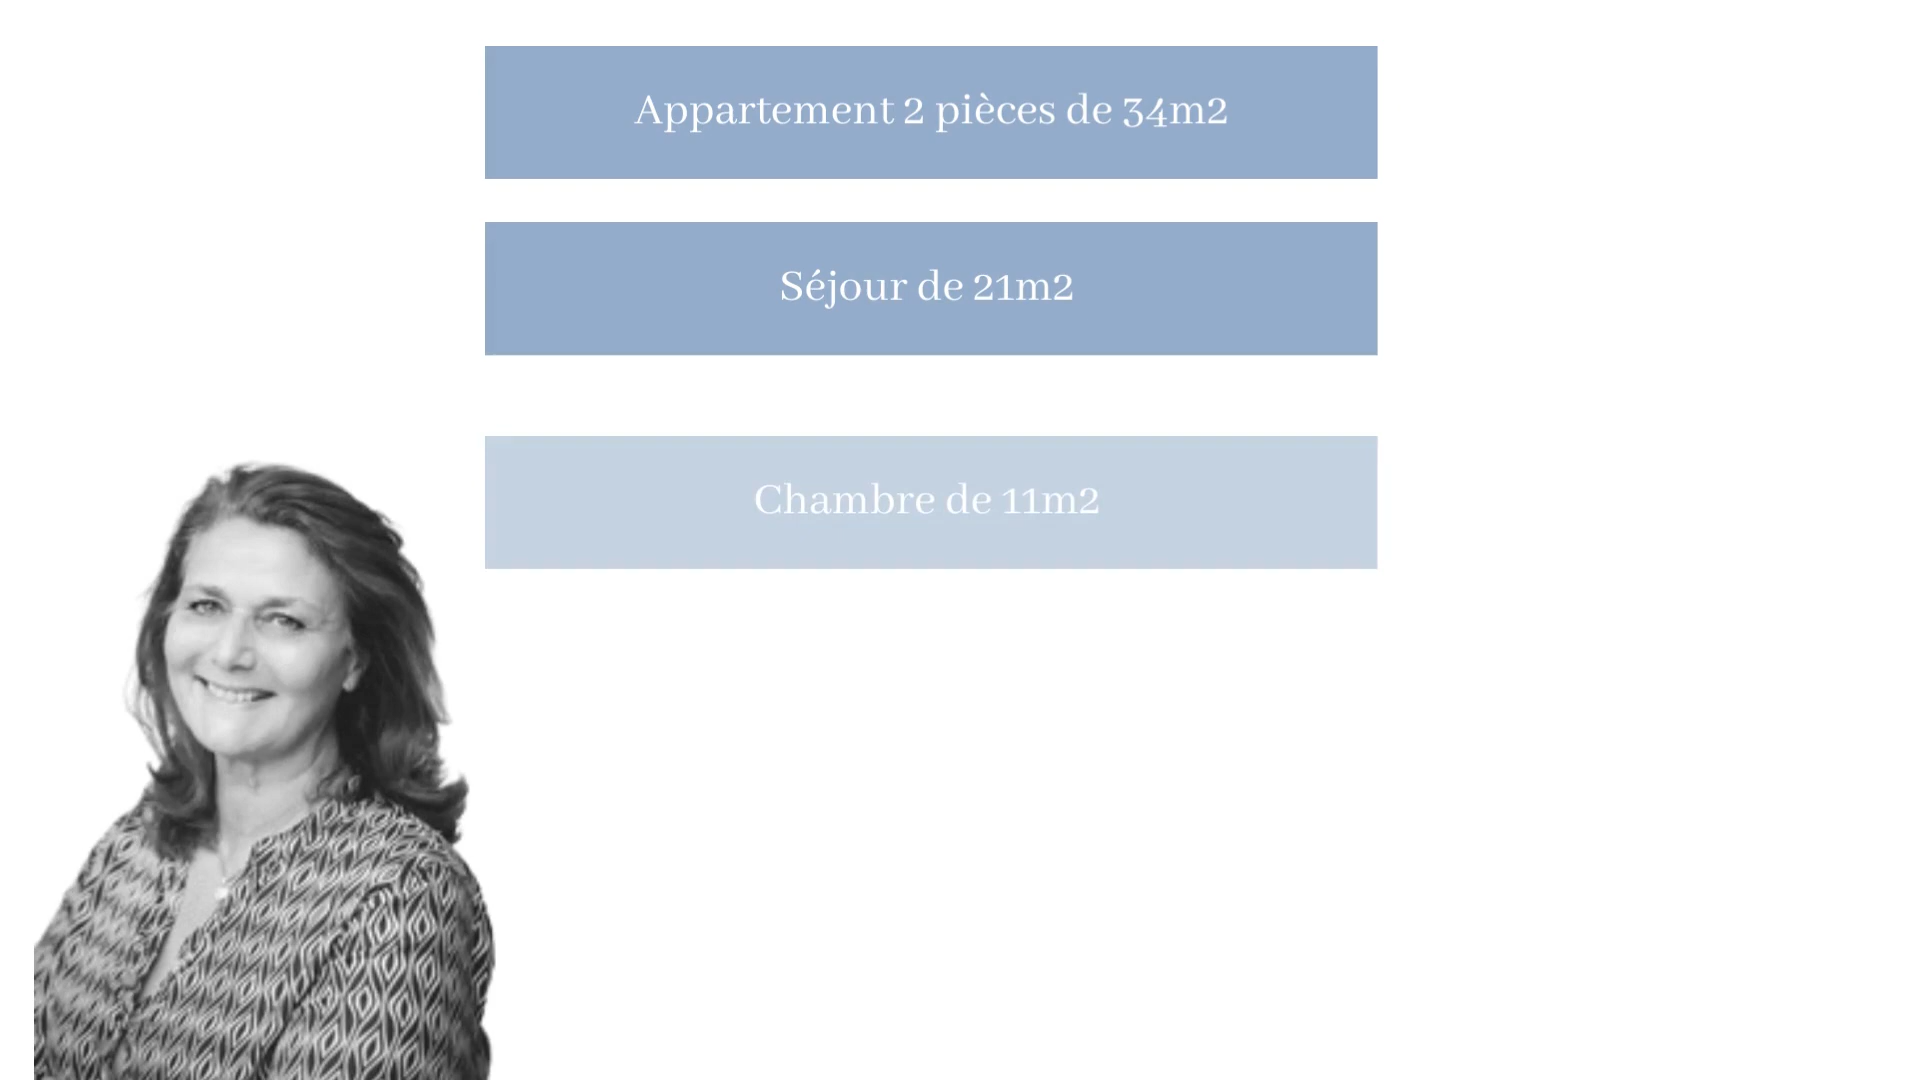 Appartement 2 pièces de 34m2
Séjour de 21m2
Chambre de 11m2